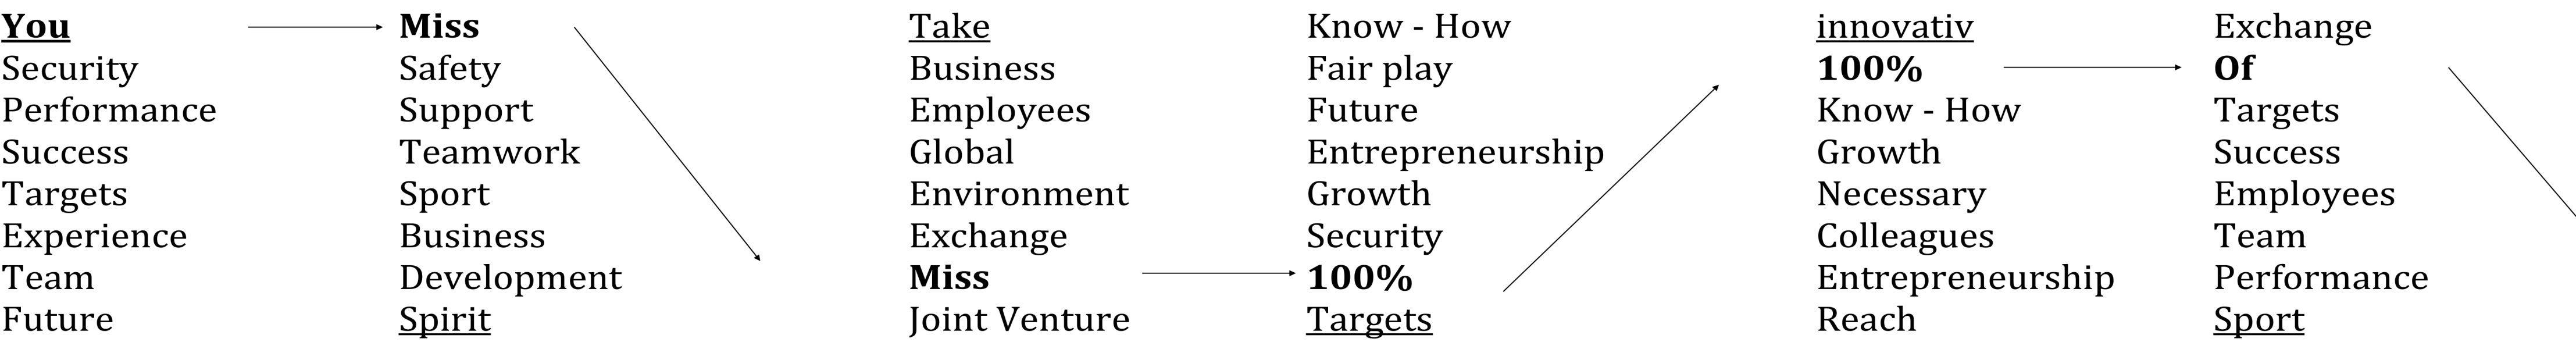 You Miss Take Know - How innovativ Exchange
Security Safety Business Fair play 100% Of
Performance Support Employees Future Know - How Targets
Success Teamwork Global Entrepreneurship Growth Success
Targets Sport Environment Growth Necessary Employees
Experience Business Exchange Security Colleagues Team
Team Development Miss 100% Entrepreneurship Performance
Future Spirit Joint Venture Targets Reach Sport